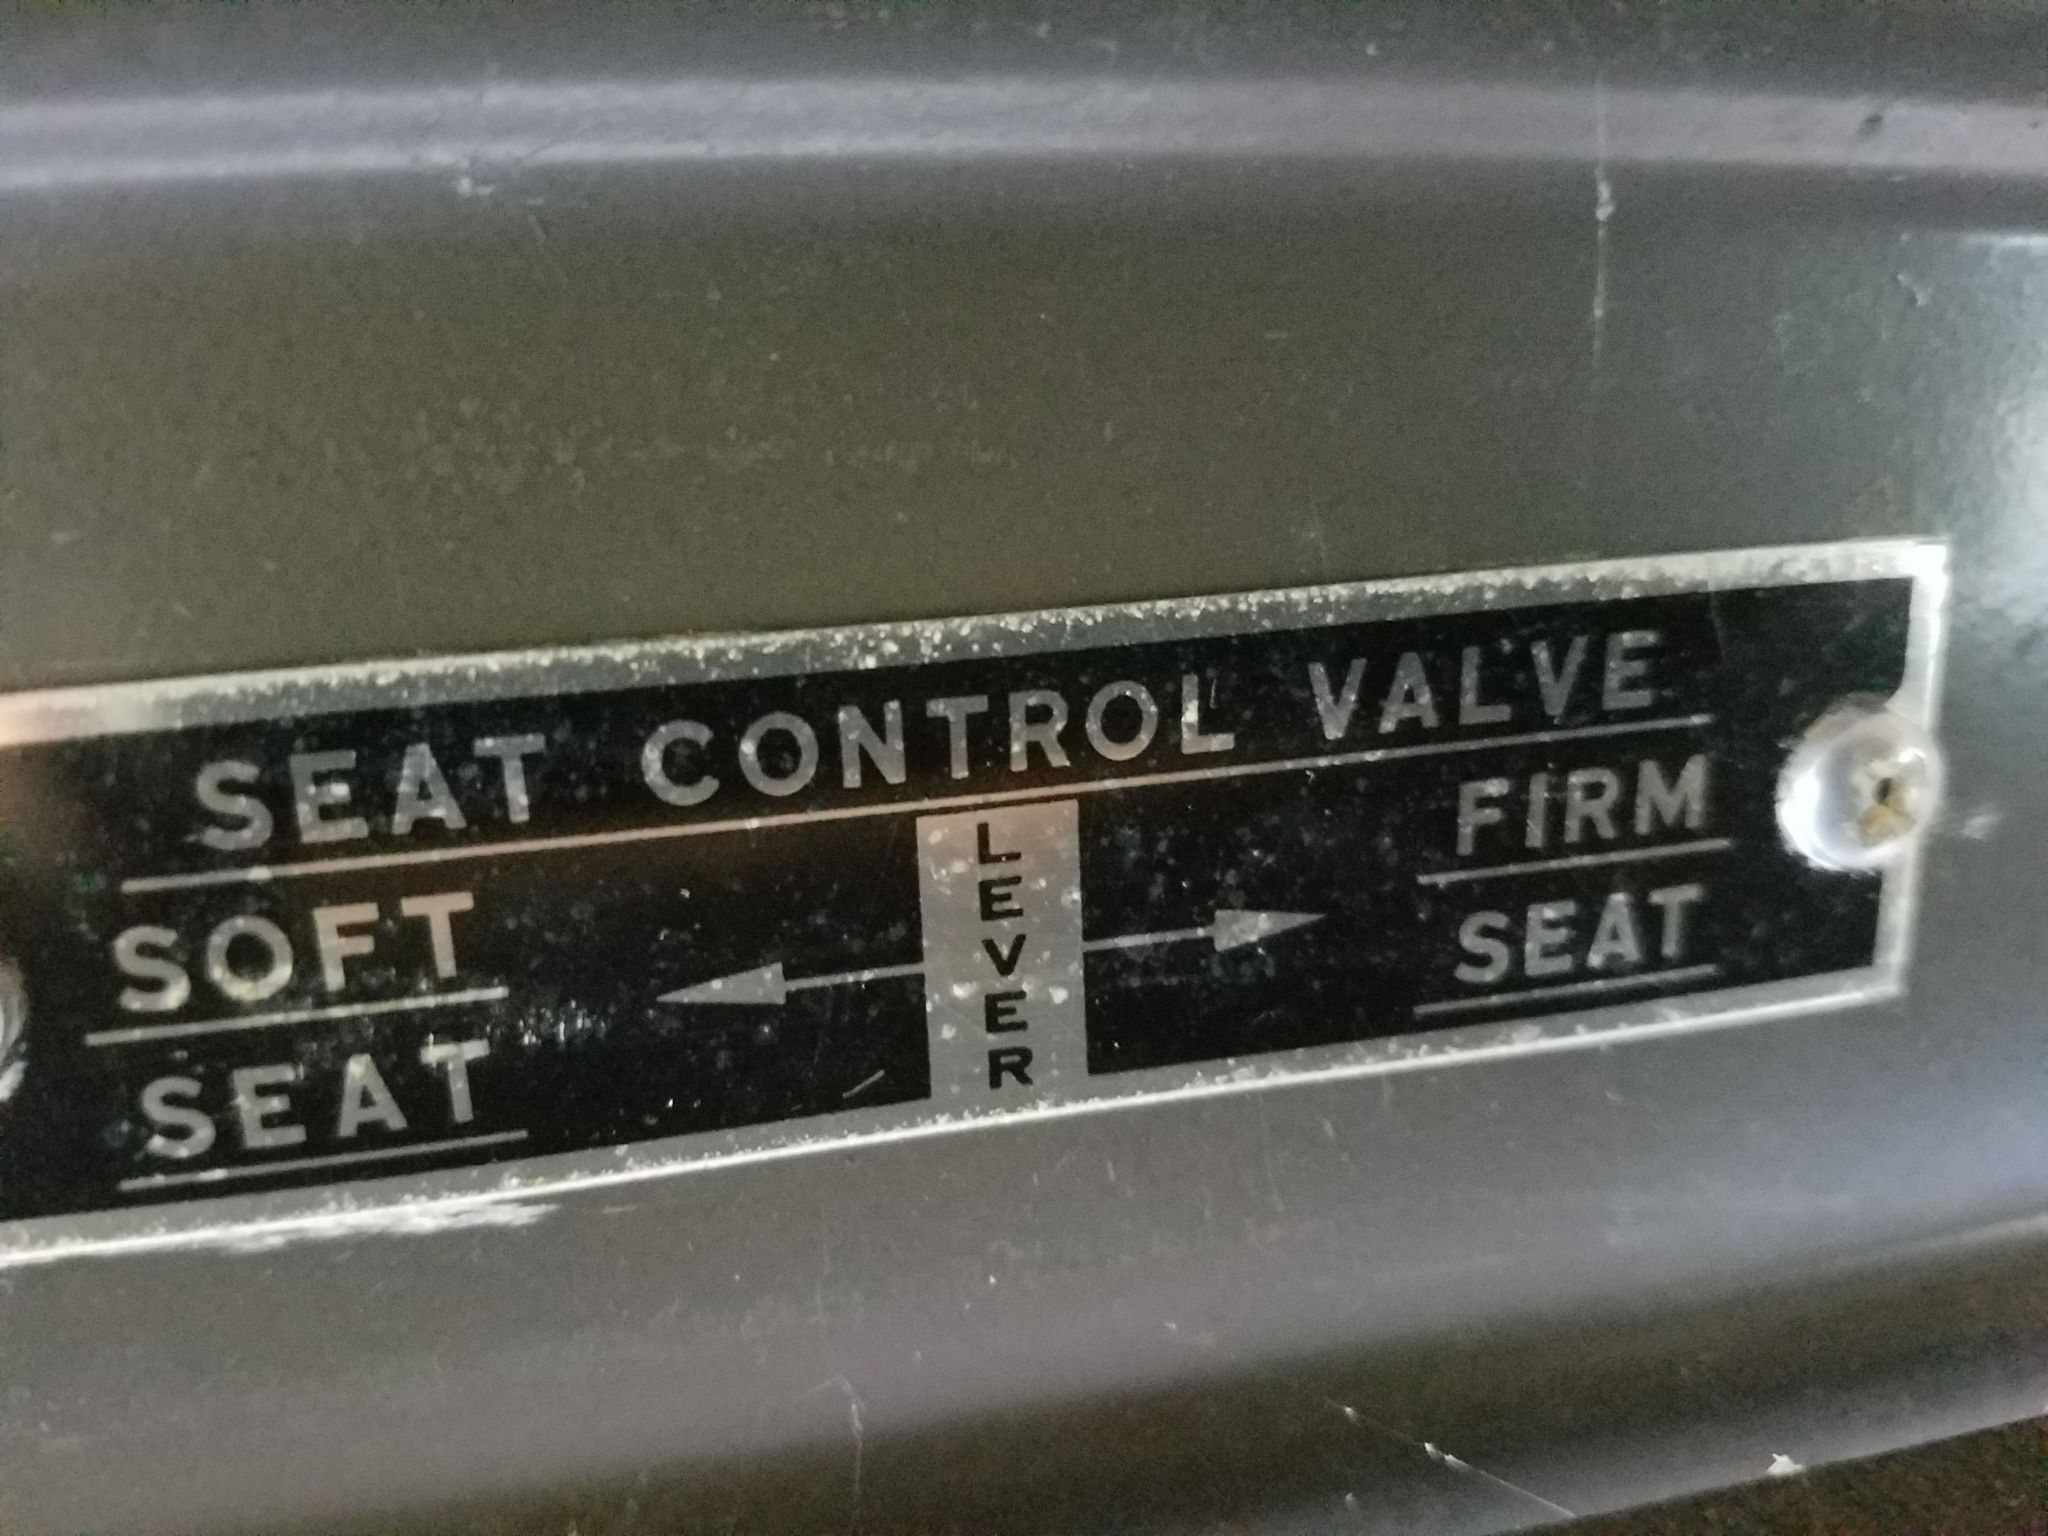 SEAT CONTROL VALVE
SOFT
SEAT
LEVER
FIRM
SEAT